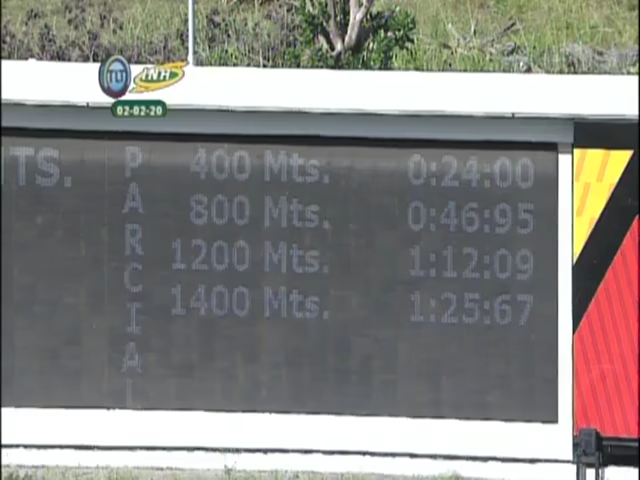 TLT INH
02-02-20
TS. PARCIAL 400 Mts. 0:24:00
800 Mts. 0:46:95
1200 Mts. 1:12:09
1400 Mts. 1:25:67